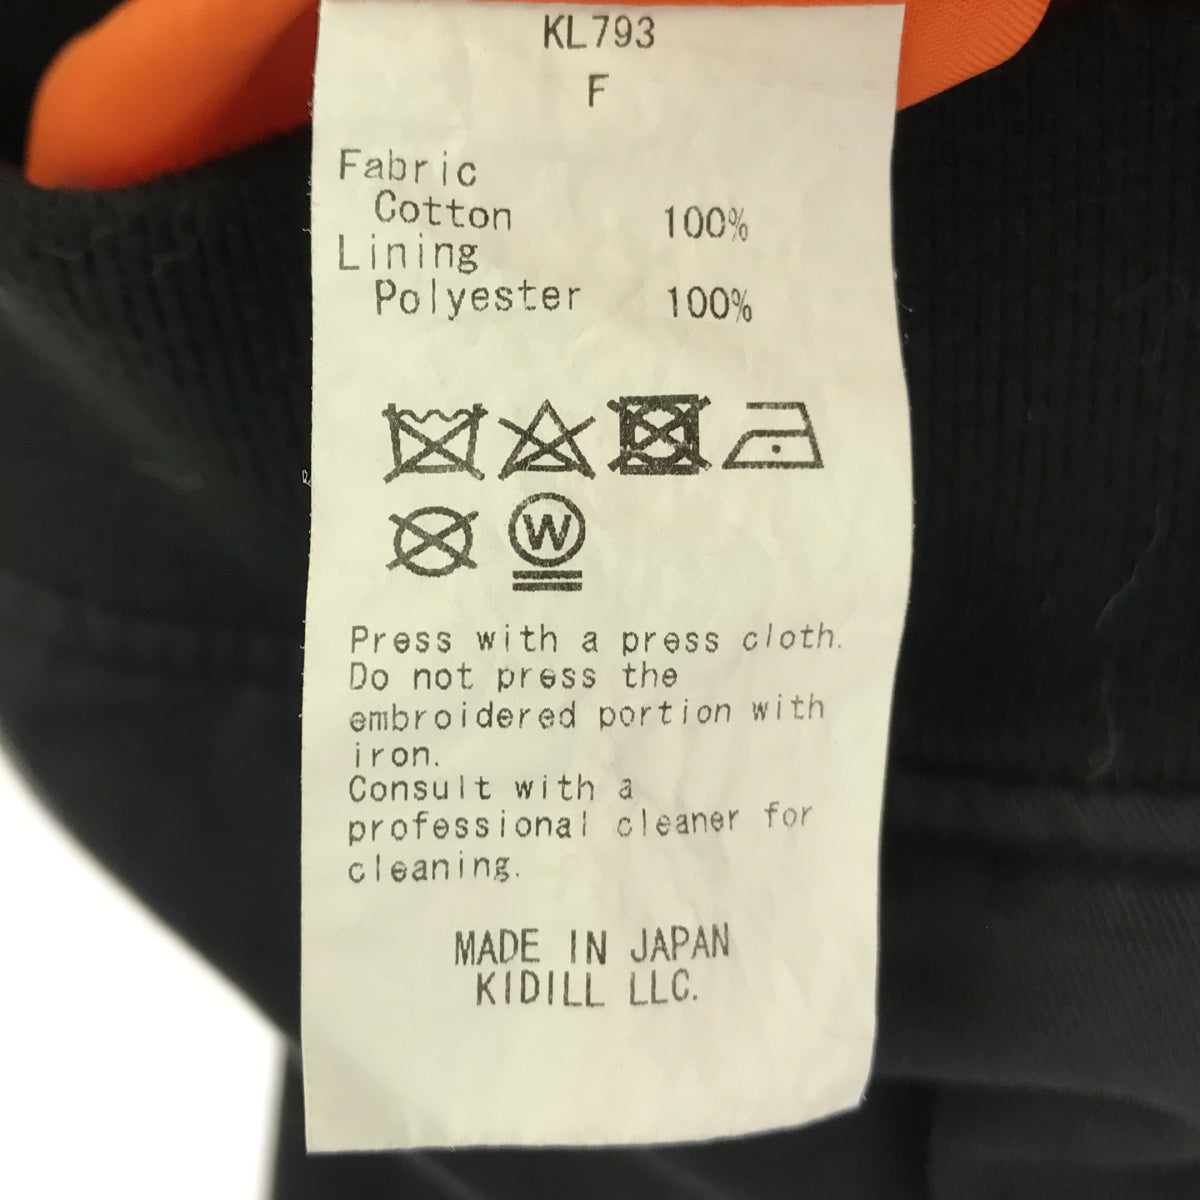 KL793
F
Fabric
Cotton 100%
Lining
Polyester 100%
W
Press with a press cloth.
Do not press the
embroidered portion with
iron.
Consult with a
professional cleaner for
cleaning.
MADE IN JAPAN
KIDILL LLC.